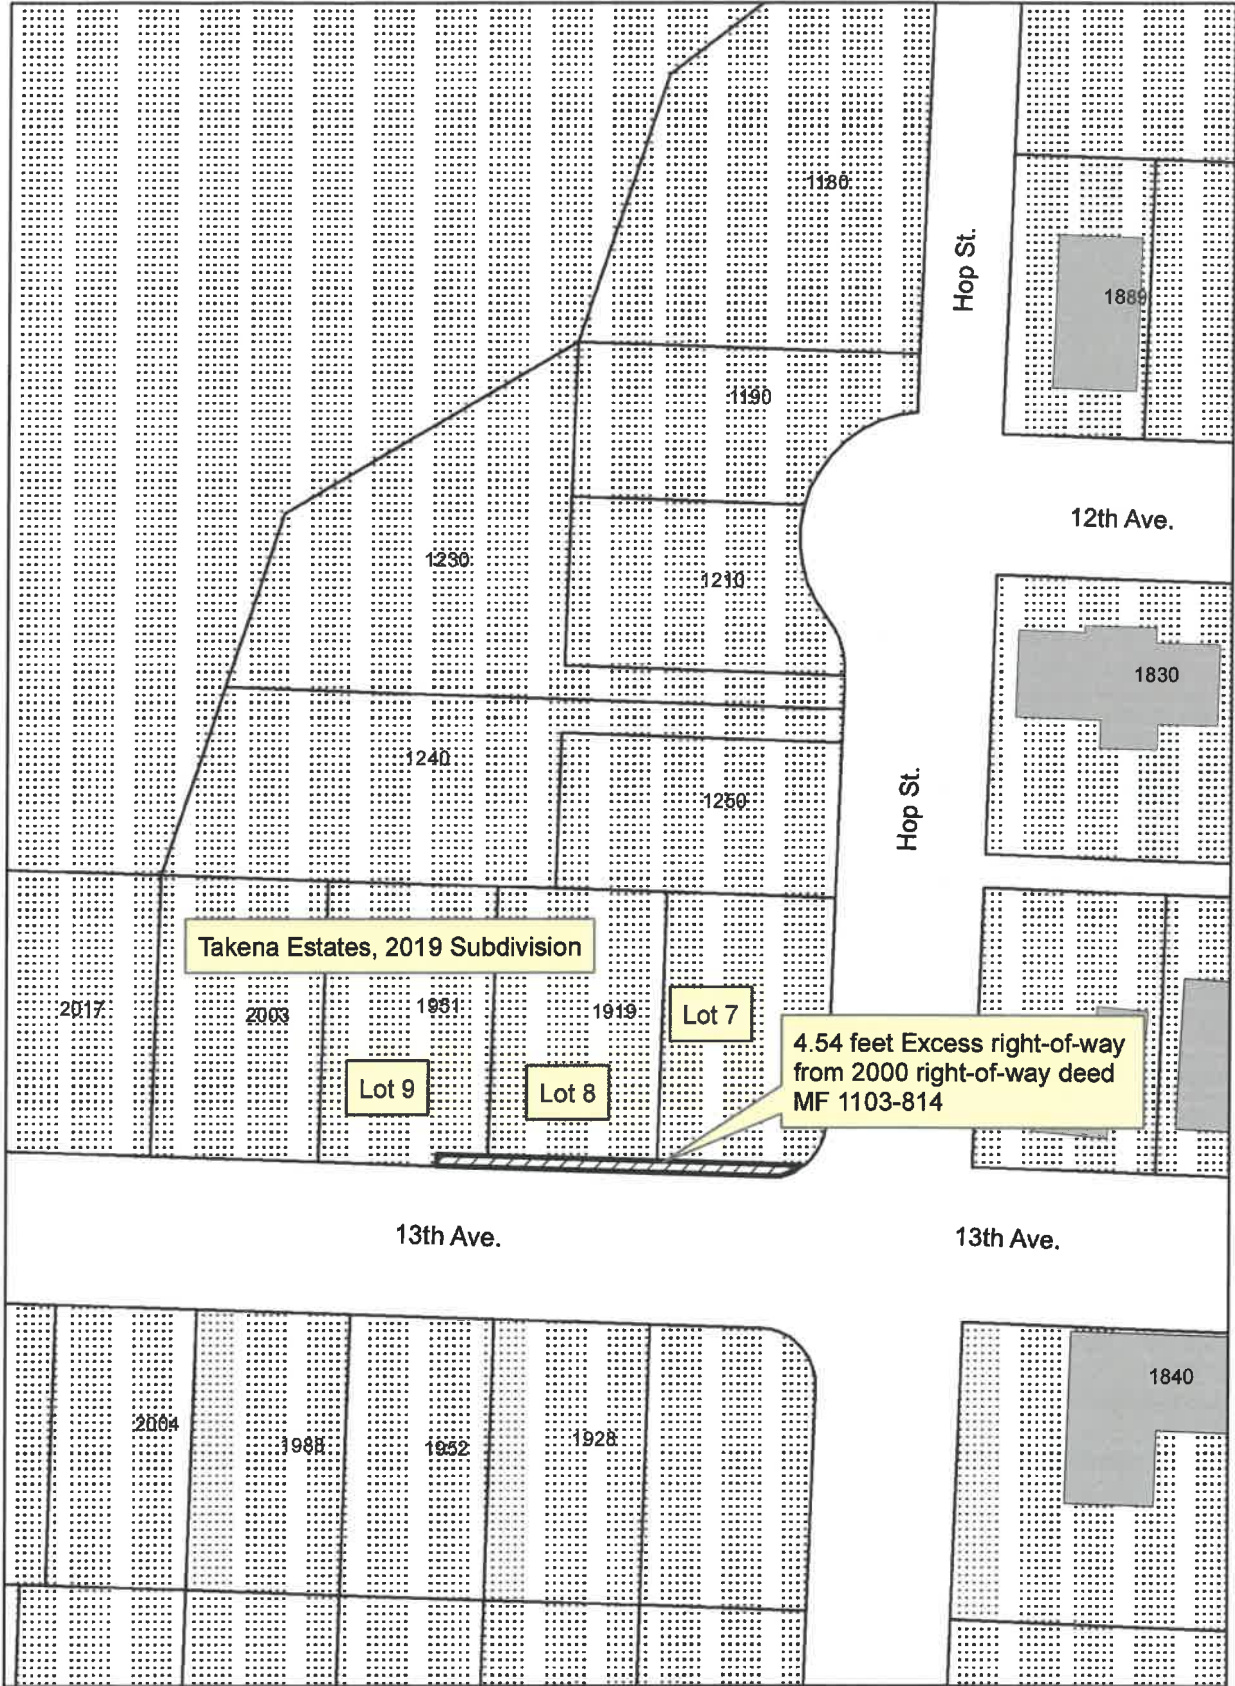 1180
Hop St.
1889
1190
12th Ave.
1230
1210
1830
1240
1250
Hop St.
Takena Estates, 2019 Subdivision
2017
2003
1951
1919
Lot 7
4.54 feet Excess right-of-way
from 2000 right-of-way deed
MF 1103-814
Lot 9
Lot 8
13th Ave.
13th Ave.
1840
2004
1988
1952
1928